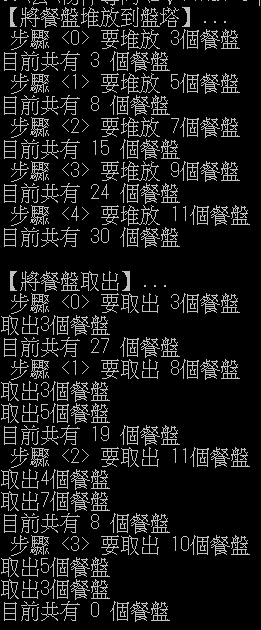 【將餐盤堆放到盤塔】...
步驟 <0> 要堆放 3個餐盤
目前共有 3 個餐盤
步驟 <1> 要堆放 5個餐盤
目前共有 8 個餐盤
步驟 <2> 要堆放 7個餐盤
目前共有 15 個餐盤
步驟 <3> 要堆放 9個餐盤
目前共有 24 個餐盤
步驟 <4> 要堆放 11個餐盤
目前共有 30 個餐盤
【將餐盤取出】...
步驟 <0> 要取出 3個餐盤
取出3個餐盤
目前共有 27 個餐盤
步驟 <1> 要取出 8個餐盤
取出3個餐盤
取出5個餐盤
目前共有 19 個餐盤
步驟 <2> 要取出 11個餐盤
取出4個餐盤
取出7個餐盤
目前共有 8 個餐盤
步驟 <3> 要取出 10個餐盤
取出5個餐盤
取出3個餐盤
目前共有 0 個餐盤